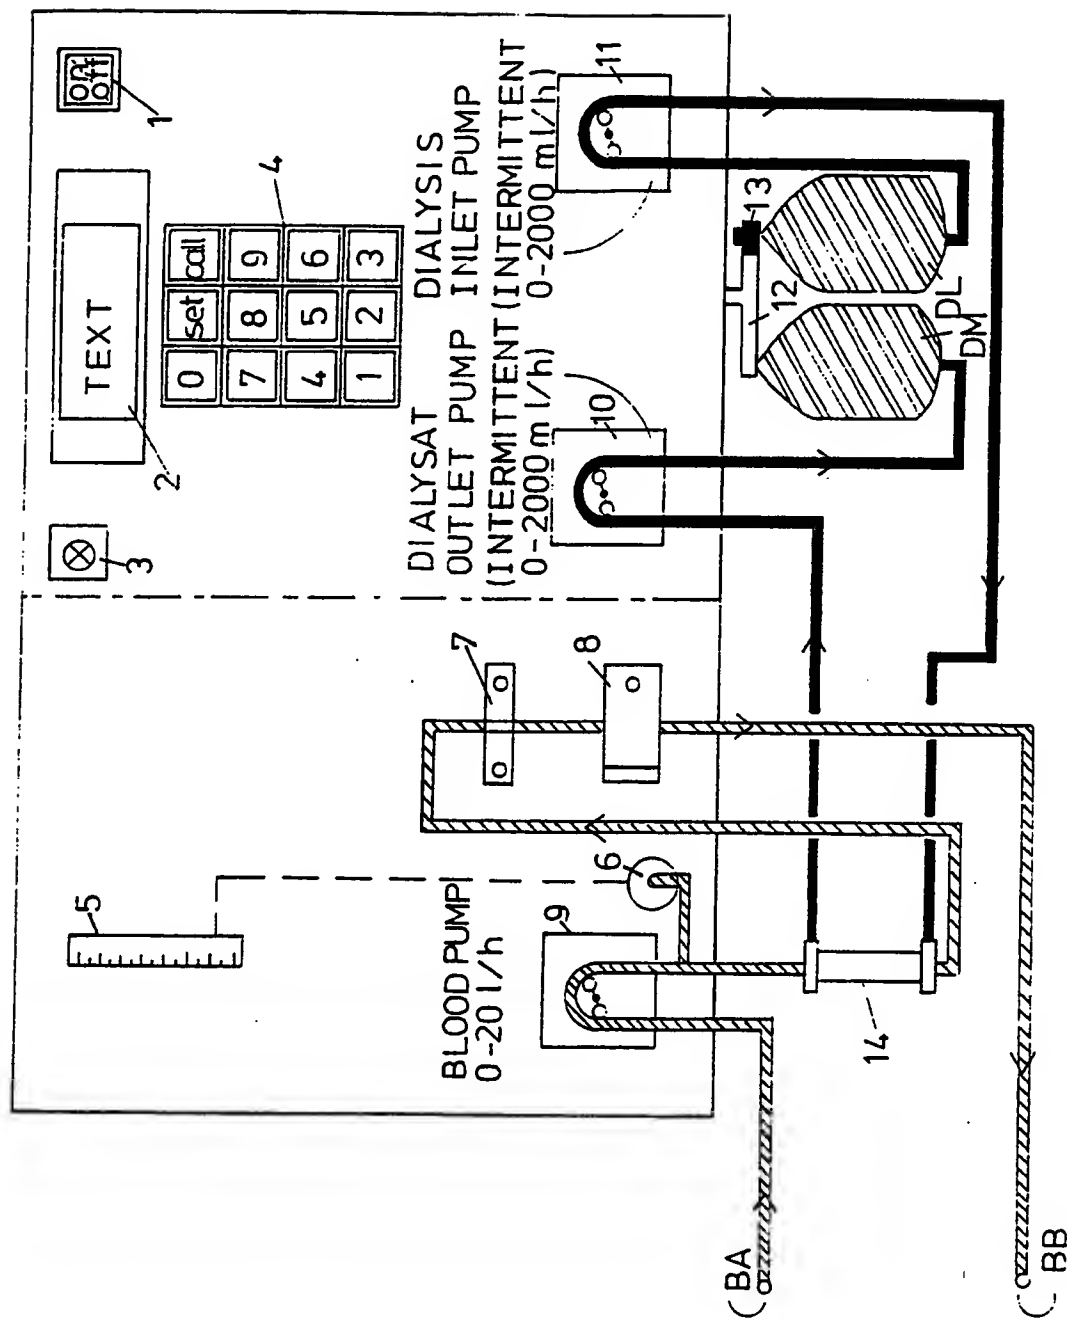 5
BLOOD PUMP
0-20 l/h
9
6
3
TEXT
2
on
off
1
0 set call
7 8 9
4 5 6
1 2 3
4
7
8
DIALYSAT
OUTLET PUMP
(INTERMITTENT
0-2000ml/h)
10
DIALYSIS
INLET PUMP
(INTERMITTENT
0-2000 ml/h)
11
12
13
DL
DM
14
BA
BB